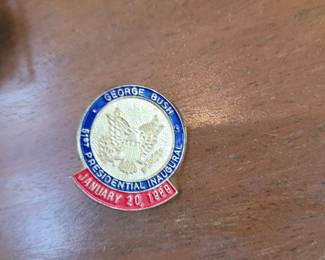 GEORGE BUSH
51ST PRESIDENTIAL INAUGURAL
JANUARY 20, 1989